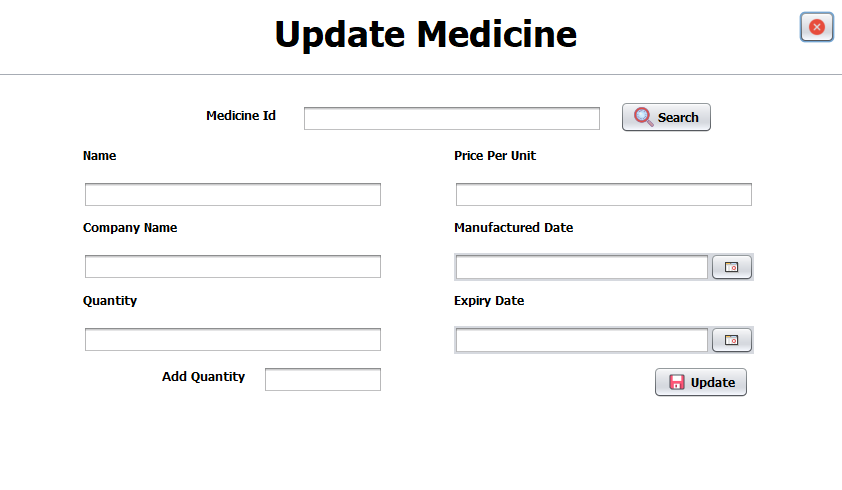 Update Medicine
Medicine Id
Search
Name
Price Per Unit
Company Name
Manufactured Date
Quantity
Expiry Date
Add Quantity
Update